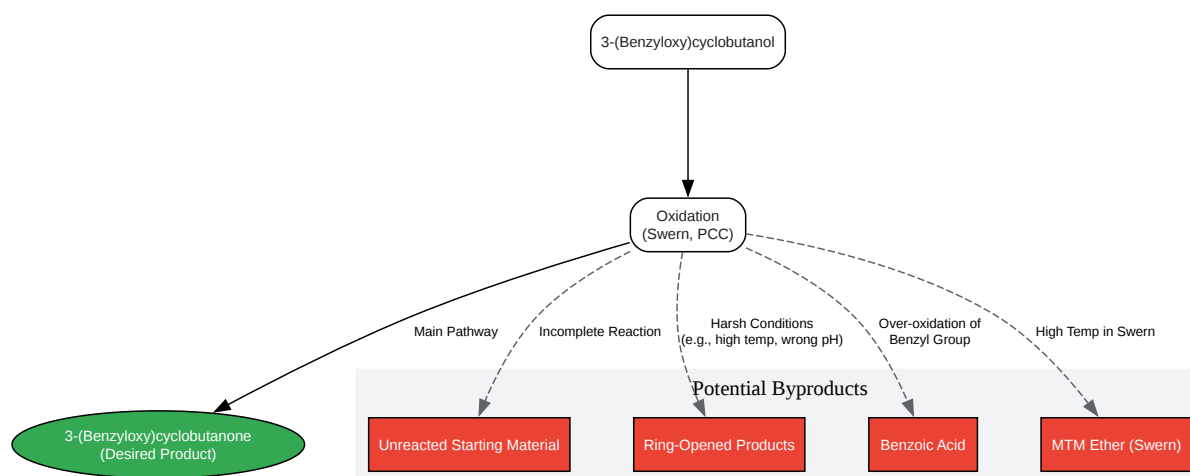 3-(Benzyloxy)cyclobutanol
Oxidation
(Swern, PCC)
Main Pathway
Incomplete Reaction
Harsh Conditions
(e.g., high temp, wrong pH)
Over-oxidation of
Benzyl Group
High Temp in Swern
Potential Byproducts
3-(Benzyloxy)cyclobutanone
(Desired Product)
Unreacted Starting Material
Ring-Opened Products
Benzoic Acid
MTM Ether (Swern)